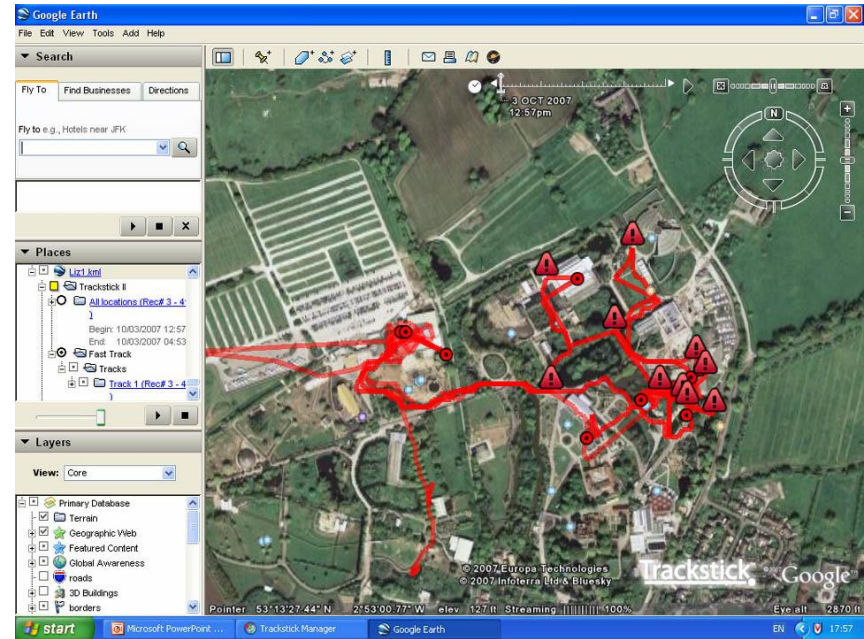 Google Earth
File Edit View Tools Add Help
Search
Fly To Find Businesses Directions
Fly to e.g., Hotels near JFK
Places
Liz1.kml
Trackstick II
All locations (Rec# 3 - 4
)
Begin: 10/03/2007 12:57
End: 10/03/2007 04:53
Fast Track
Tracks
Track 1 (Rec# 3 - 4
)
Layers
View: Core
Primary Database
Terrain
Geographic Web
Featured Content
Global Awareness
roads
3D Buildings
borders
3 OCT 2007
12:57pm
N
© 2007 Europa Technologies
© 2007 Infoterra Ltd & Bluesky
Trackstick
©2007 Google™
Pointer 53°13'27.44" N 2°53'00.77" W elev 127 ft Streaming |||||||||| 100% Eye alt 2870 ft
start Microsoft PowerPoint ... Trackstick Manager Google Earth EN 17:57